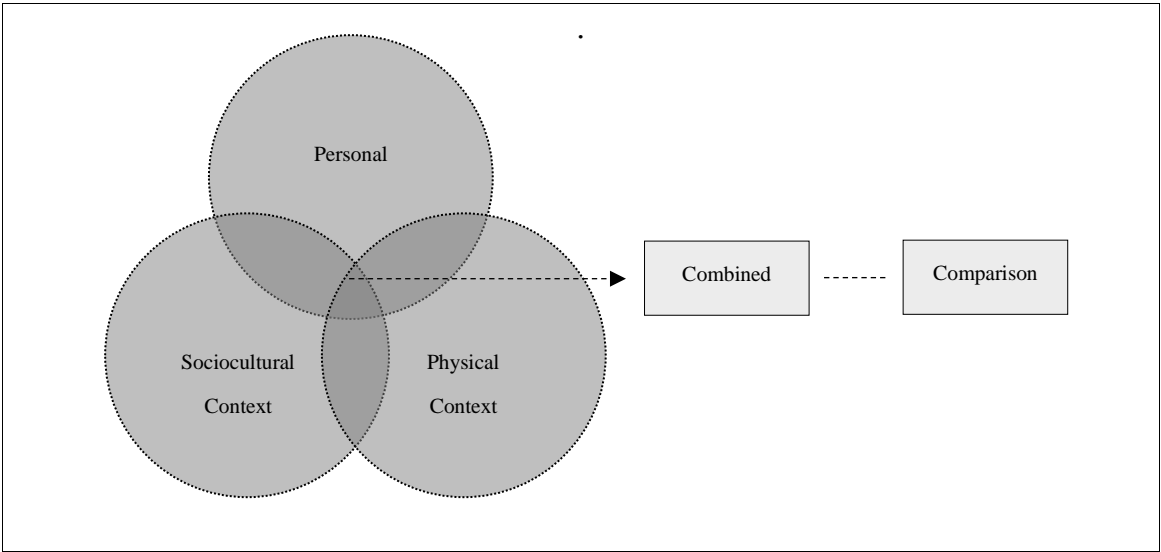 Personal
Sociocultural
Context
Physical
Context
Combined
Comparison